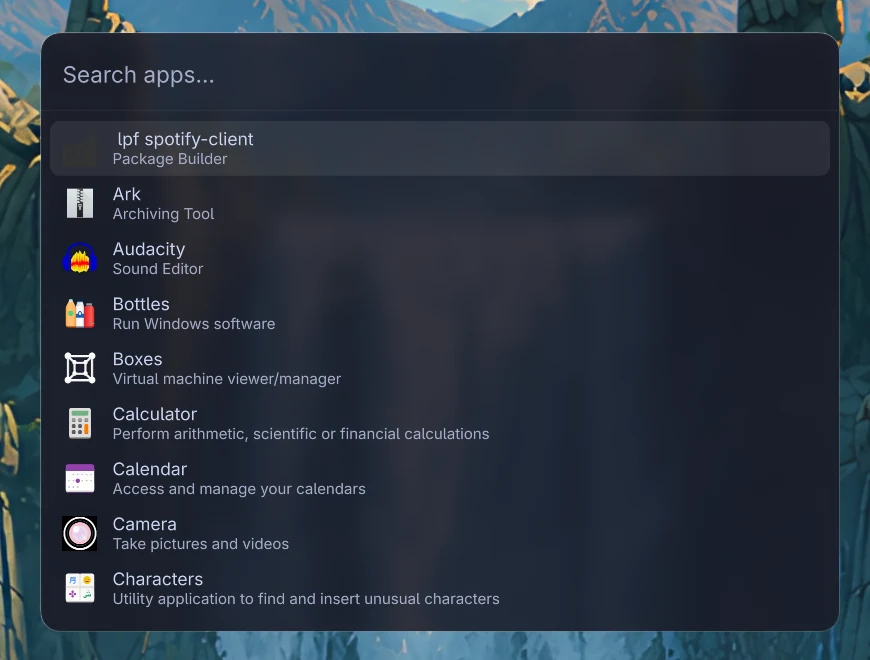 Search apps...
lpf spotify-client
Package Builder
Ark
Archiving Tool
Audacity
Sound Editor
Bottles
Run Windows software
Boxes
Virtual machine viewer/manager
Calculator
Perform arithmetic, scientific or financial calculations
Calendar
Access and manage your calendars
Camera
Take pictures and videos
Characters
Utility application to find and insert unusual characters